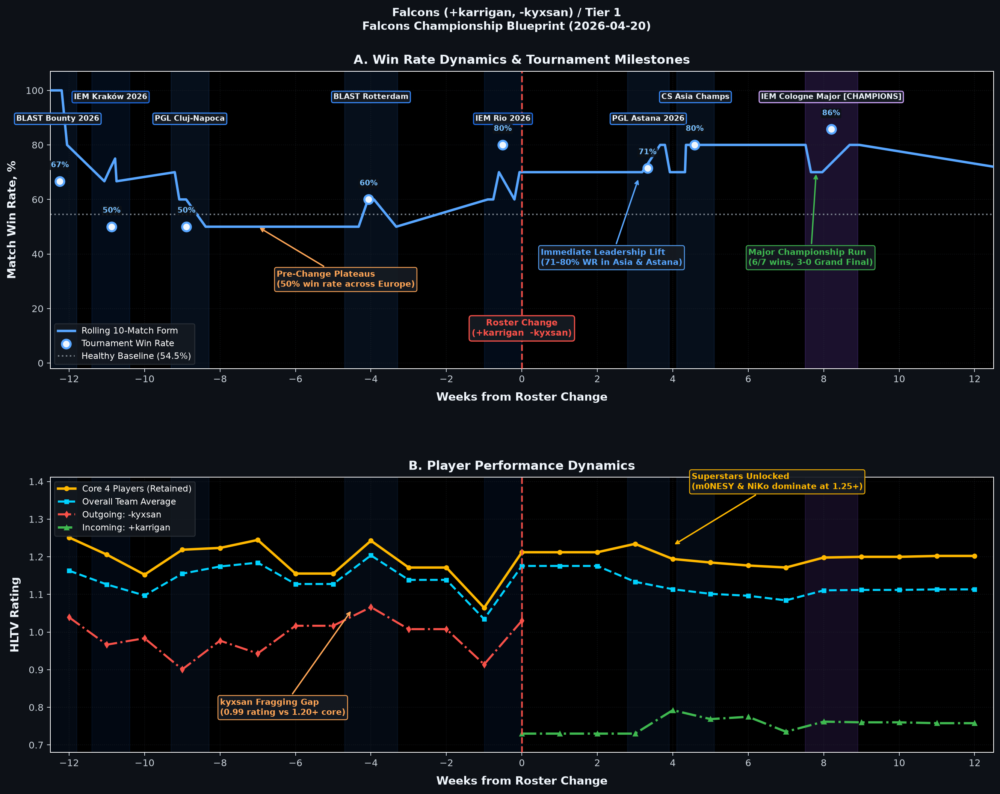 Falcons (+karrigan, -kyxsan) / Tier 1
Falcons Championship Blueprint (2026-04-20)
A. Win Rate Dynamics & Tournament Milestones
Match Win Rate, %
100
80
60
40
20
0
IEM Kraków 2026
BLAST Rotterdam
CS Asia Champs
IEM Cologne Major [CHAMPIONS]
BLAST Bounty 2026
PGL Cluj-Napoca
IEM Rio 2026
PGL Astana 2026
86%
80%
80%
71%
67%
60%
50%
50%
Immediate Leadership Lift
(71–80% WR in Asia & Astana)
Major Championship Run
(6/7 wins, 3-0 Grand Final)
Pre-Change Plateaus
(50% win rate across Europe)
Roster Change
(+karrigan  -kyxsan)
Rolling 10-Match Form
Tournament Win Rate
Healthy Baseline (54.5%)
−12 −10 −8 −6 −4 −2 0 2 4 6 8 10 12
Weeks from Roster Change
B. Player Performance Dynamics
HLTV Rating
1.4
1.3
1.2
1.1
1.0
0.9
0.8
0.7
Superstars Unlocked
(m0NESY & NiKo dominate at 1.25+)
Core 4 Players (Retained)
Overall Team Average
Outgoing: -kyxsan
Incoming: +karrigan
kyxsan Fragging Gap
(0.99 rating vs 1.20+ core)
−12 −10 −8 −6 −4 −2 0 2 4 6 8 10 12
Weeks from Roster Change